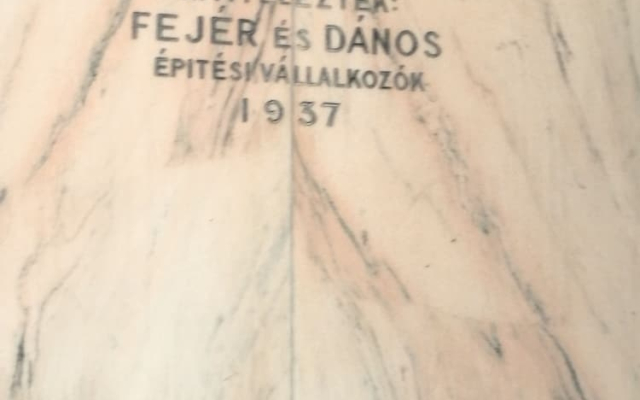 FEJÉR ÉS DÁNOS
ÉPITÉSI VÁLLALKOZÓK
1937